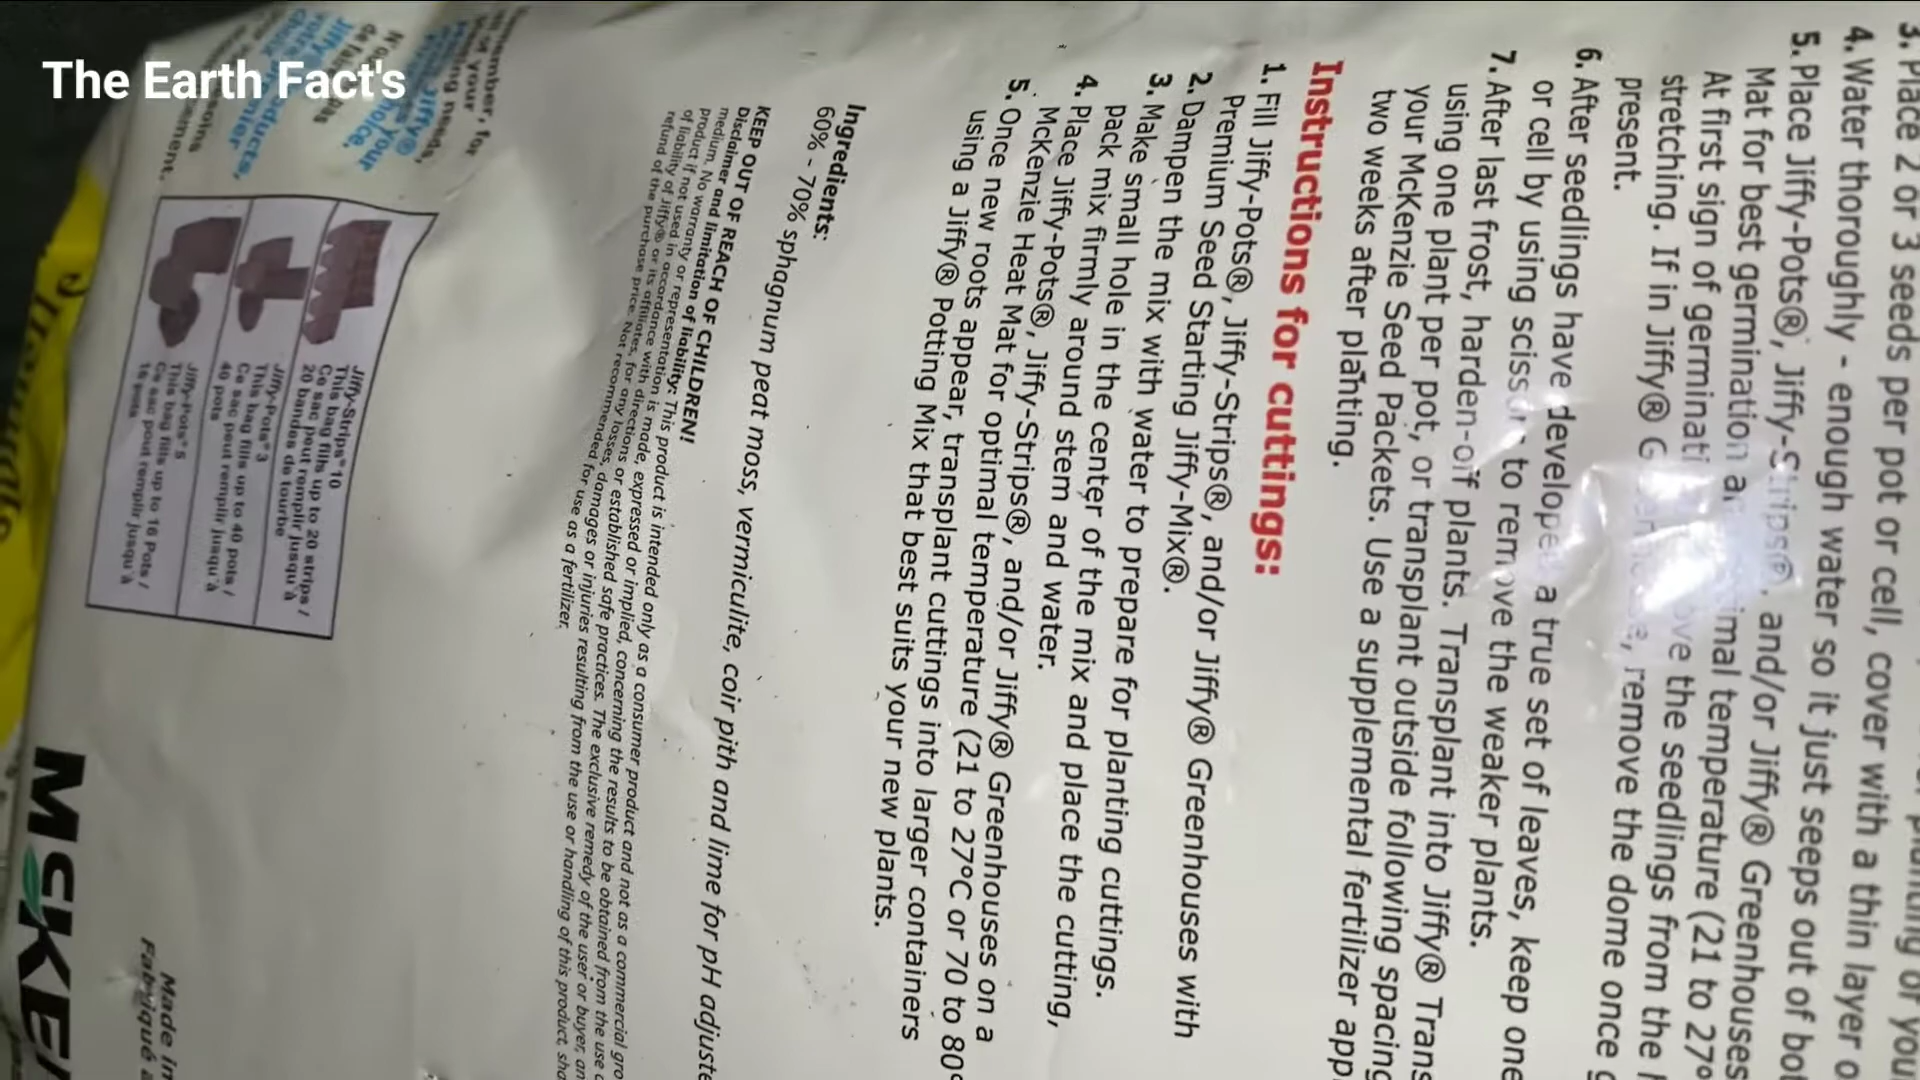 The Earth Fact's
3. Place 2 or 3 seeds per pot or cell, cover with a thin layer
4. Water thoroughly - enough water so it just seeps out of
5. Place Jiffy-Pots®, Jiffy-Strips®, and/or Jiffy® Greenhouses
Mat for best germination at optimal temperature (21 to 27°
At first sign of germination, remove the seedlings from the
stretching. If in Jiffy® Greenhouse, remove the dome once
present.
6. After seedlings have developed a true set of leaves, keep one
or cell by using scissors to remove the weaker plants.
7. After last frost, harden-off plants. Transplant into Jiffy®
using one plant per pot, or transplant outside following spacing
your McKenzie Seed Packets. Use a supplemental fertilizer
two weeks after planting.
Instructions for cuttings:
1. Fill Jiffy-Pots®, Jiffy-Strips®, and/or Jiffy® Greenhouses with
Premium Seed Starting Jiffy-Mix®.
2. Dampen the mix with water to prepare for planting cuttings.
3. Make small hole in the center of the mix and place the cutting,
pack mix firmly around stem and water.
4. Place Jiffy-Pots®, Jiffy-Strips®, and/or Jiffy® Greenhouses on a
McKenzie Heat Mat for optimal temperature (21 to 27°C or 70 to 80°
5. Once new roots appear, transplant cuttings into larger containers
using a Jiffy® Potting Mix that best suits your new plants.
Ingredients:
60% - 70% sphagnum peat moss, vermiculite, coir pith and lime for pH
KEEP OUT OF REACH OF CHILDREN!
Disclaimer and limitation of liability: This product is intended only as a consumer product and not as a commercial
medium. No warranty or representation is made, expressed or implied, concerning the results to be obtained from the use
product if not used in accordance with directions or established safe practices. The exclusive remedy of the user or buyer,
of liability of Jiffy® or its affiliates, for any losses, damages or injuries resulting from the use or handling of this product,
refund of the purchase price. Not recommended for use as a fertilizer.
Jiffy-Strips® 10
This bag fills up to 20 strips /
Ce sac peut remplir jusqu'à
20 bandes de tourbe
Jiffy-Pots® 3
This bag fills up to 40 pots /
Ce sac peut remplir jusqu'à
40 pots
Jiffy-Pots® 5
This bag fills up to 16 Pots /
Ce sac pout remplir jusqu'à
16 pots
Made in
Fabriqué